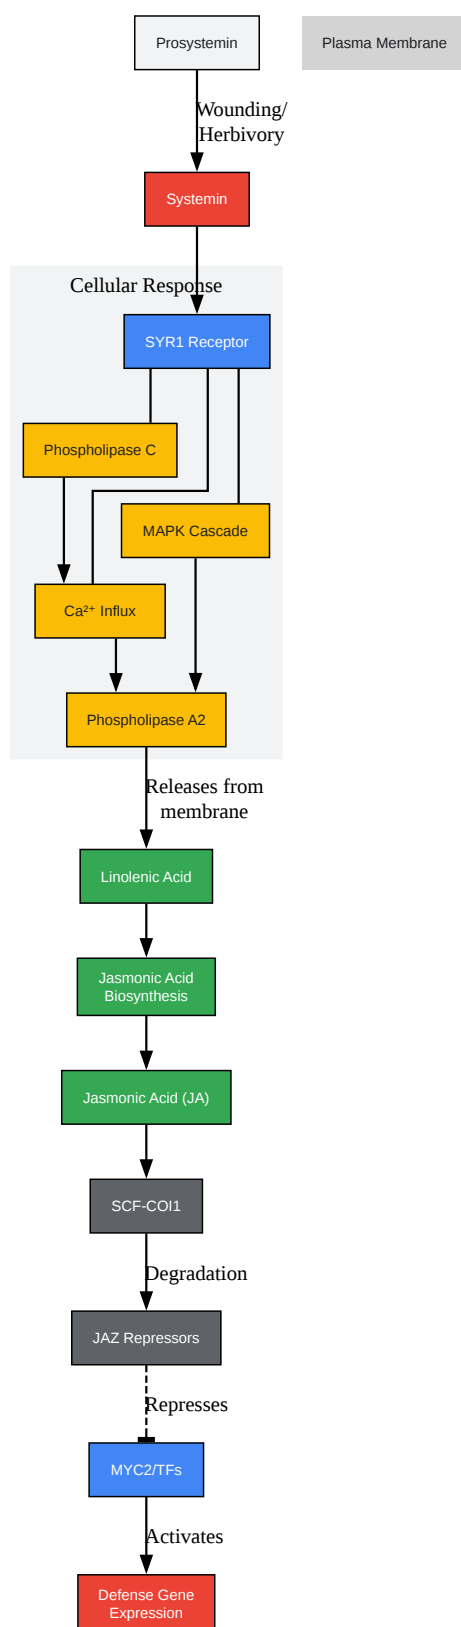 Prosystemin
Plasma Membrane
Wounding/
Herbivory
Systemin
Cellular Response
SYR1 Receptor
Phospholipase C
MAPK Cascade
Ca²⁺ Influx
Phospholipase A2
Releases from
membrane
Linolenic Acid
Jasmonic Acid
Biosynthesis
Jasmonic Acid (JA)
SCF-COI1
Degradation
JAZ Repressors
Represses
MYC2/TFs
Activates
Defense Gene
Expression